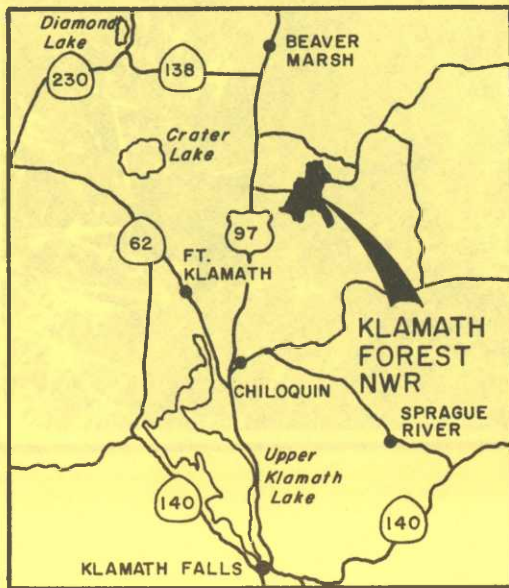 Diamond
Lake
BEAVER
MARSH
230
138
Crater
Lake
97
62
FT.
KLAMATH
KLAMATH
FOREST
NWR
CHILOQUIN
SPRAGUE
RIVER
Upper
Klamath
Lake
140
140
KLAMATH FALLS